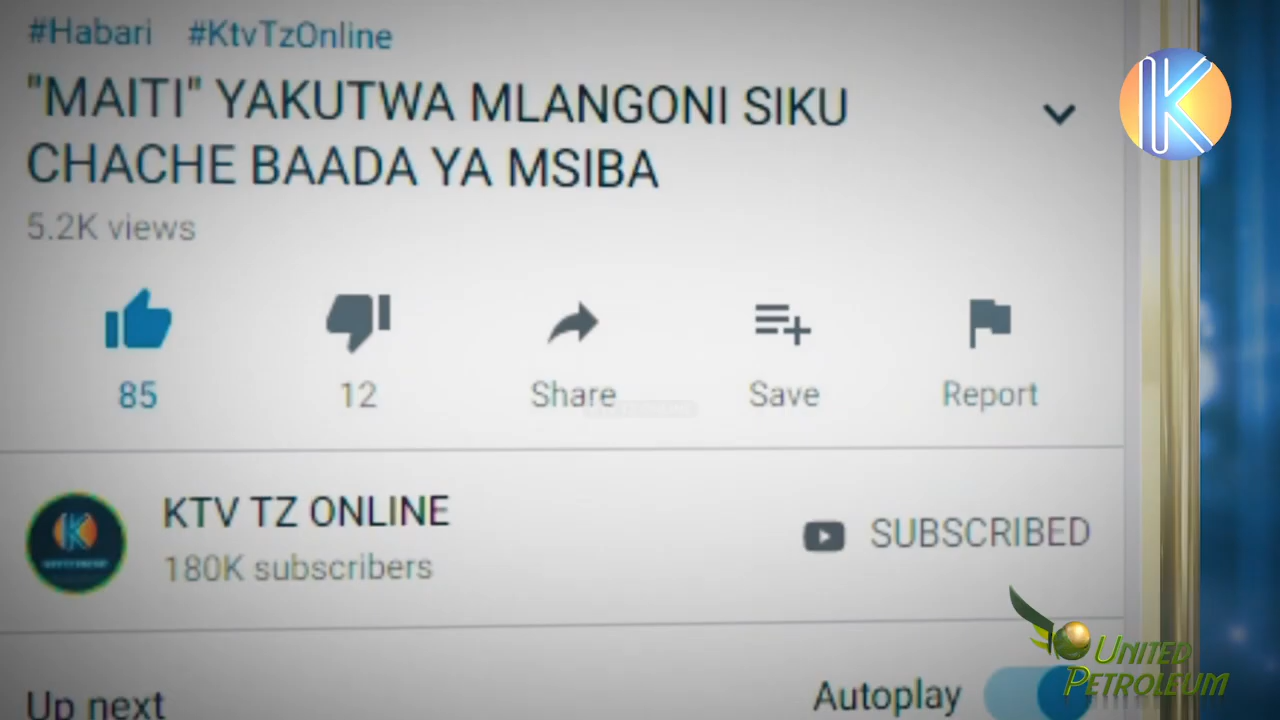 #Habari #KtvTzOnline
"MAITI" YAKUTWA MLANGONI SIKU
CHACHE BAADA YA MSIBA
5.2K views
85 12 Share Save Report
KTV TZ ONLINE
180K subscribers
SUBSCRIBED
Up next
Autoplay
K
UNITED
PETROLEUM